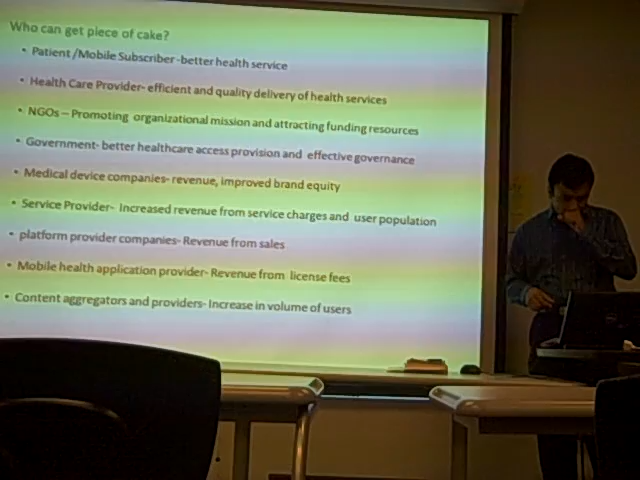 Who can get piece of cake?
• Patient /Mobile Subscriber -better health service
• Health Care Provider- efficient and quality delivery of health services
• NGOs – Promoting organizational mission and attracting funding resources
• Government- better healthcare access provision and effective governance
• Medical device companies- revenue, improved brand equity
• Service Provider- Increased revenue from service charges and user population
• platform provider companies- Revenue from sales
• Mobile health application provider- Revenue from license fees
• Content aggregators and providers- Increase in volume of users